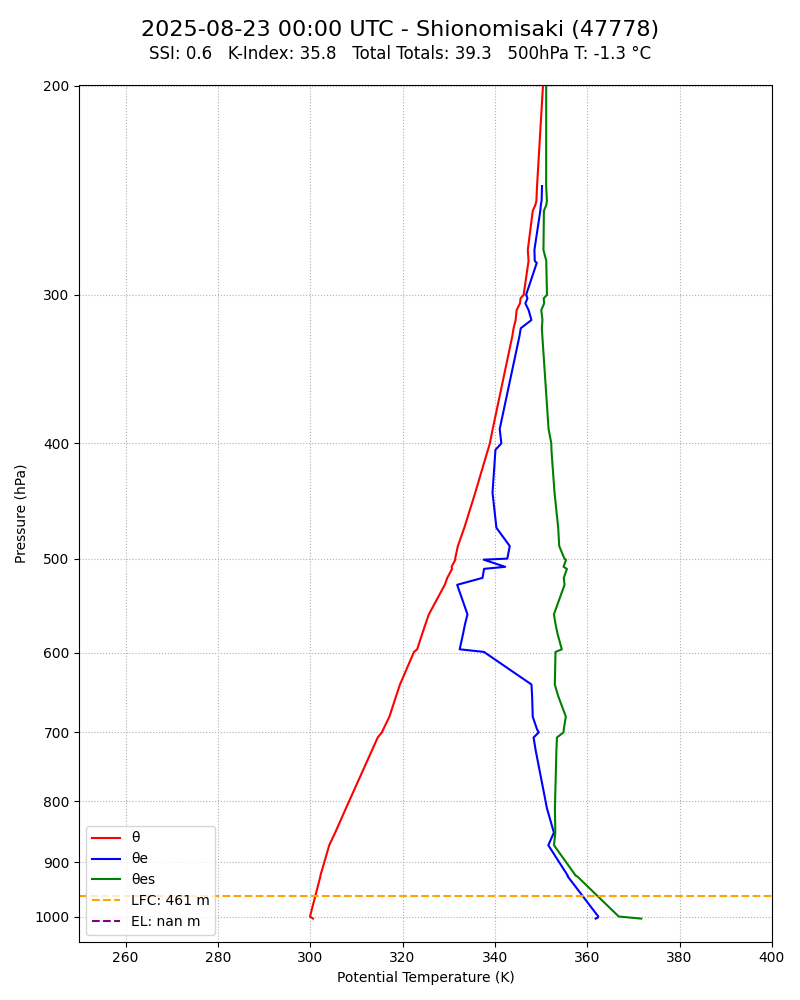 2025-08-23 00:00 UTC - Shionomisaki (47778)
SSI: 0.6 K-Index: 35.8 Total Totals: 39.3 500hPa T: -1.3 °C
200
300
400
500
600
700
800
900
1000
Pressure (hPa)
θ
θe
θes
LFC: 461 m
EL: nan m
260 280 300 320 340 360 380 400
Potential Temperature (K)